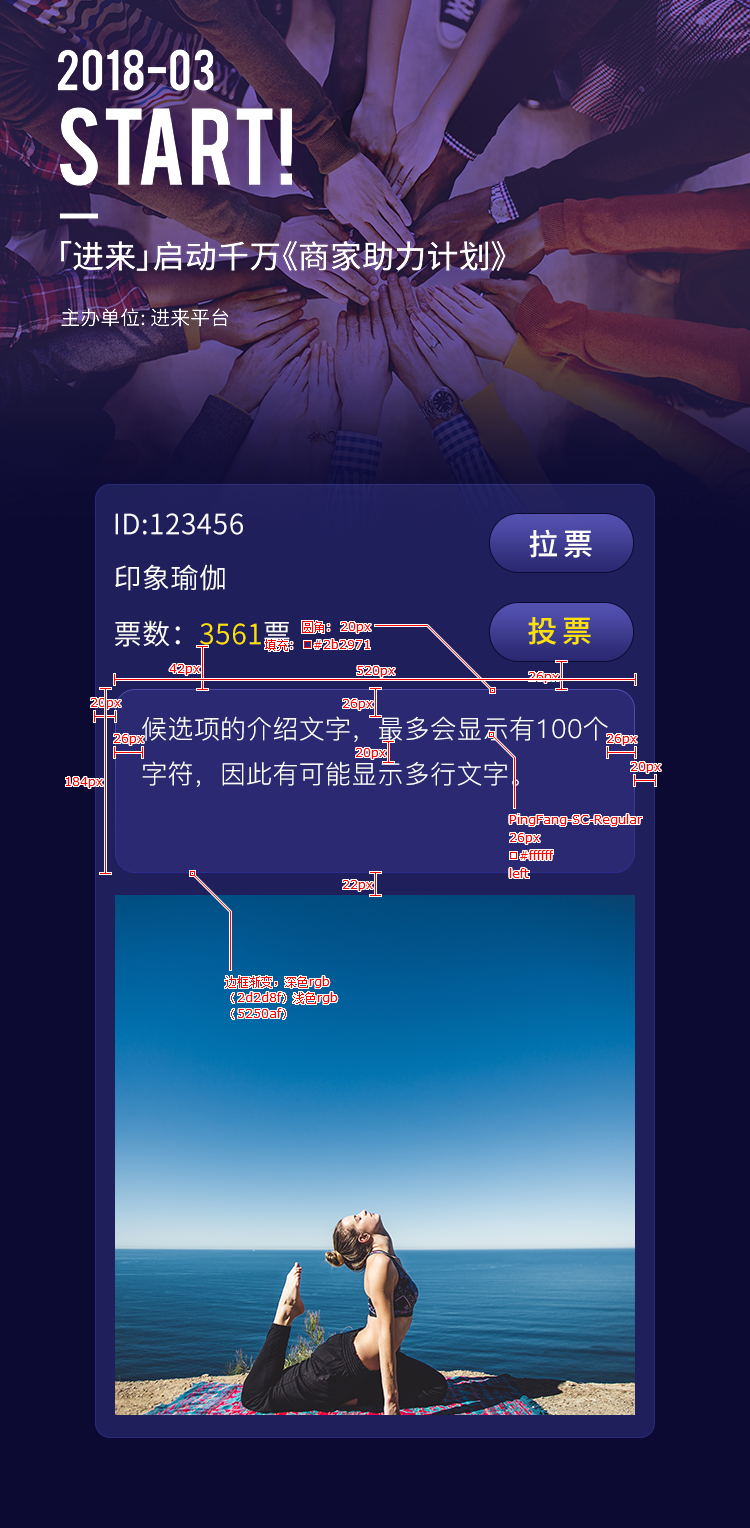 2018-03
START!
「进来」启动千万《商家助力计划》
主办单位: 进来平台
ID:123456
拉票
印象瑜伽
票数：3561票
投票
圆角：20px
填充：#2b2971
42px
520px
26px
20px
26px
候选项的介绍文字，最多会显示有100个
26px
20px
26px
20px
字符，因此有可能显示多行文字。
184px
PingFang-SC-Regular
26px
#ffffff
left
22px
边框渐变，深色rgb
（2d2d8f）浅色rgb
（5250af）